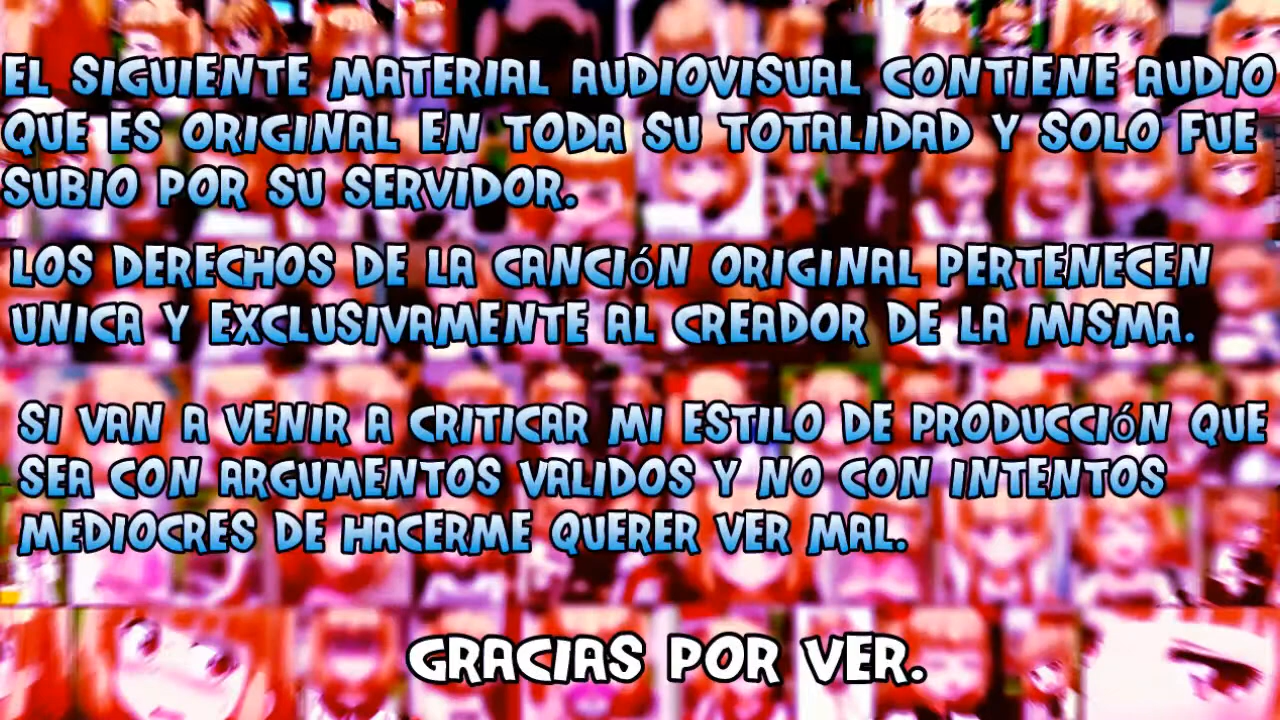 EL SIGUIENTE MATERIAL AUDIOVISUAL CONTIENE AUDIO
QUE ES ORIGINAL EN TODA SU TOTALIDAD Y SOLO FUE
SUBIO POR SU SERVIDOR.
LOS DERECHOS DE LA CANCIÓN ORIGINAL PERTENECEN
UNICA Y EXCLUSIVAMENTE AL CREADOR DE LA MISMA.
SI VAN A VENIR A CRITICAR MI ESTILO DE PRODUCCIÓN QUE
SEA CON ARGUMENTOS VALIDOS Y NO CON INTENTOS
MEDIOCRES DE HACERME QUERER VER MAL.
GRACIAS POR VER.